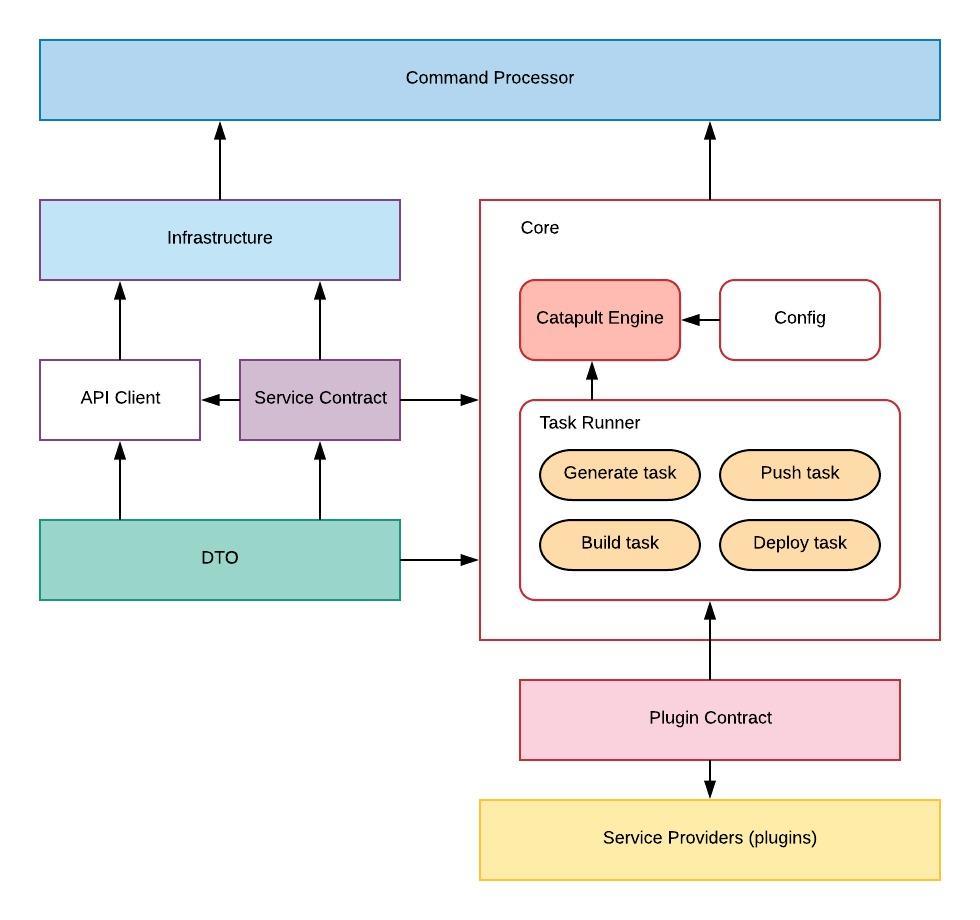 Command Processor
Infrastructure
Core
Catapult Engine
Config
API Client
Service Contract
Task Runner
Generate task
Push task
Build task
Deploy task
DTO
Plugin Contract
Service Providers (plugins)